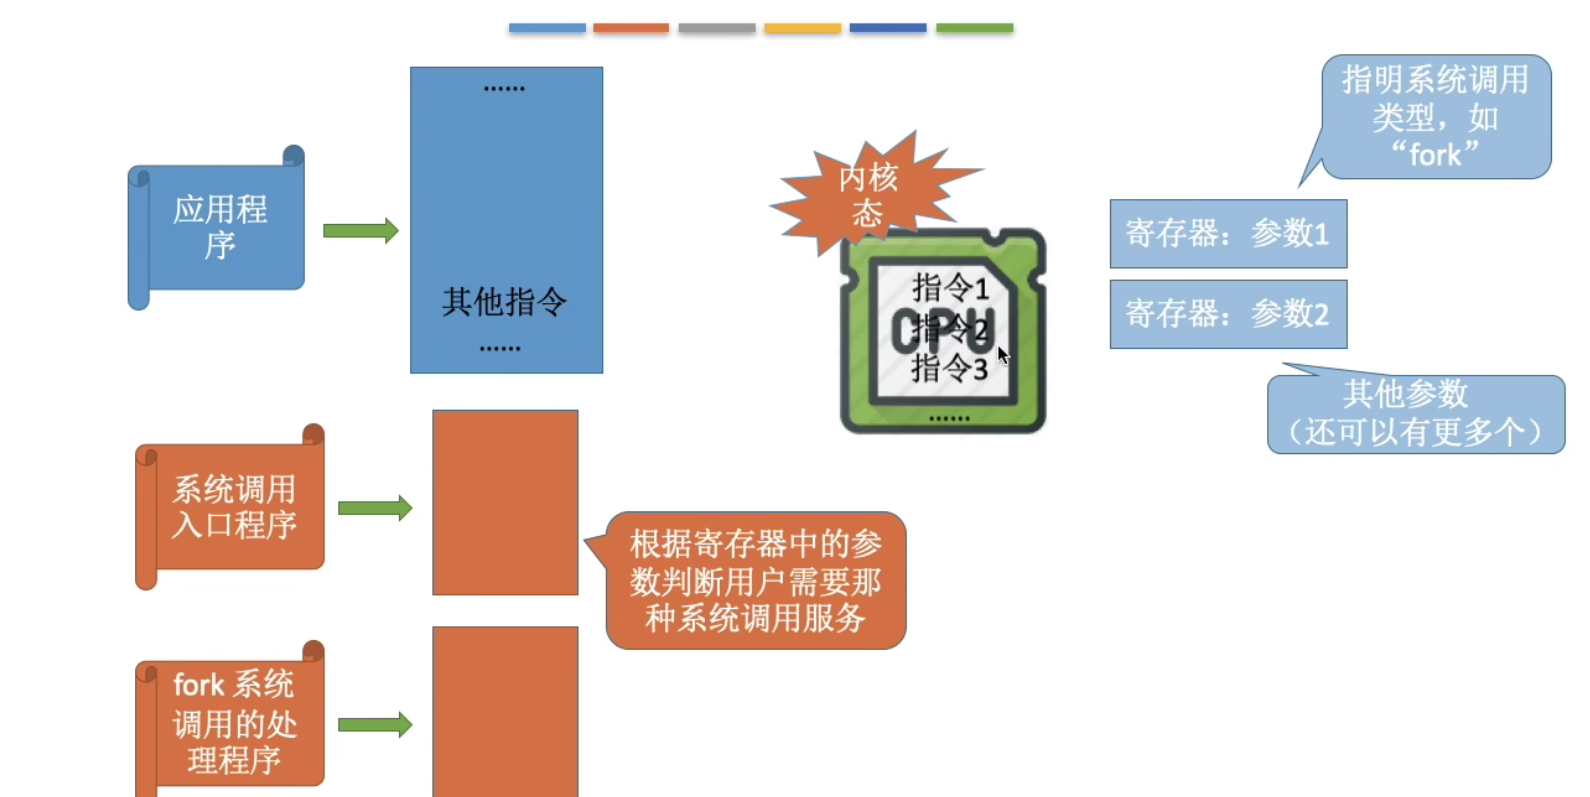 ......
应用程
序
其他指令
......
内核
态
CPU
指令1
指令2
指令3
......
指明系统调用
类型，如
“fork”
寄存器：参数1
寄存器：参数2
其他参数
（还可以有更多个）
系统调用
入口程序
根据寄存器中的参
数判断用户需要那
种系统调用服务
fork 系统
调用的处
理程序